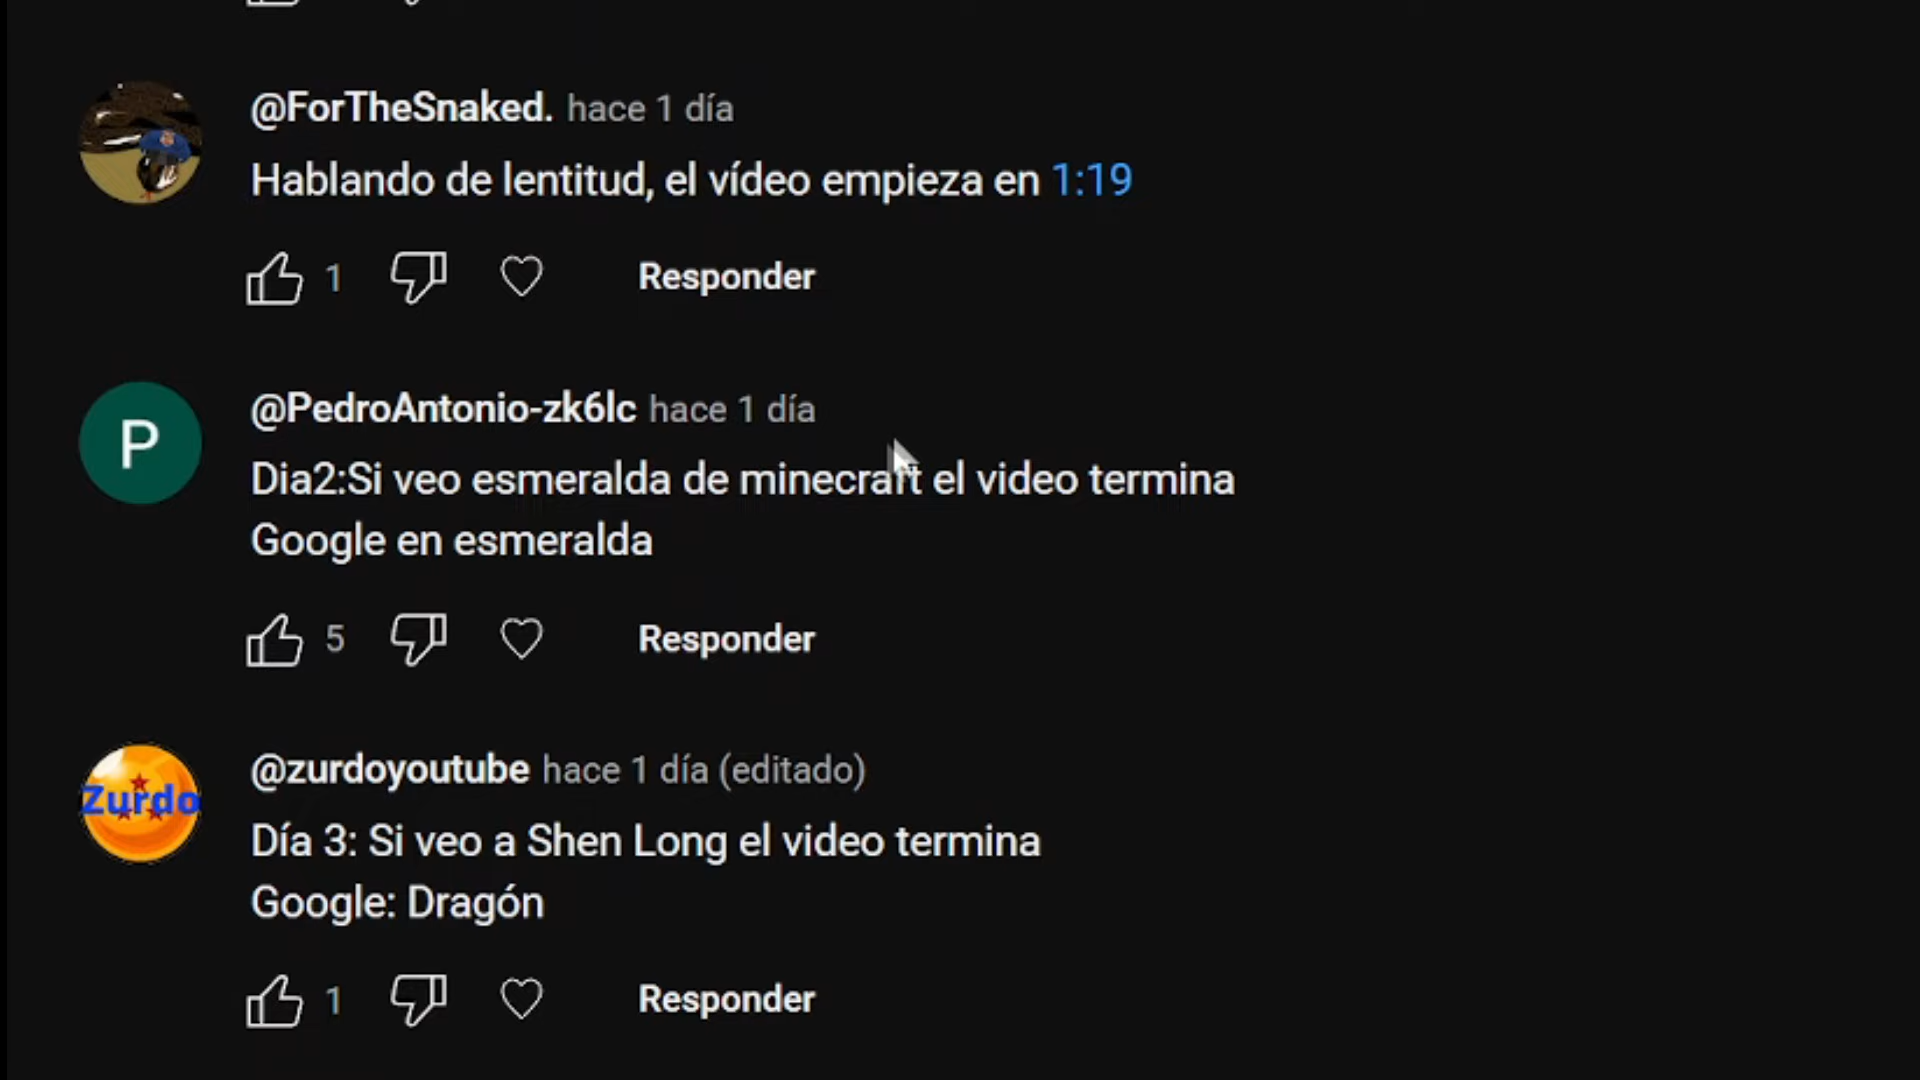 @ForTheSnaked. hace 1 día
Hablando de lentitud, el vídeo empieza en 1:19
1 Responder
P
@PedroAntonio-zk6lc hace 1 día
Dia2:Si veo esmeralda de minecraft el video termina
Google en esmeralda
5 Responder
Zurdo
@zurdoyoutube hace 1 día (editado)
Día 3: Si veo a Shen Long el video termina
Google: Dragón
1 Responder